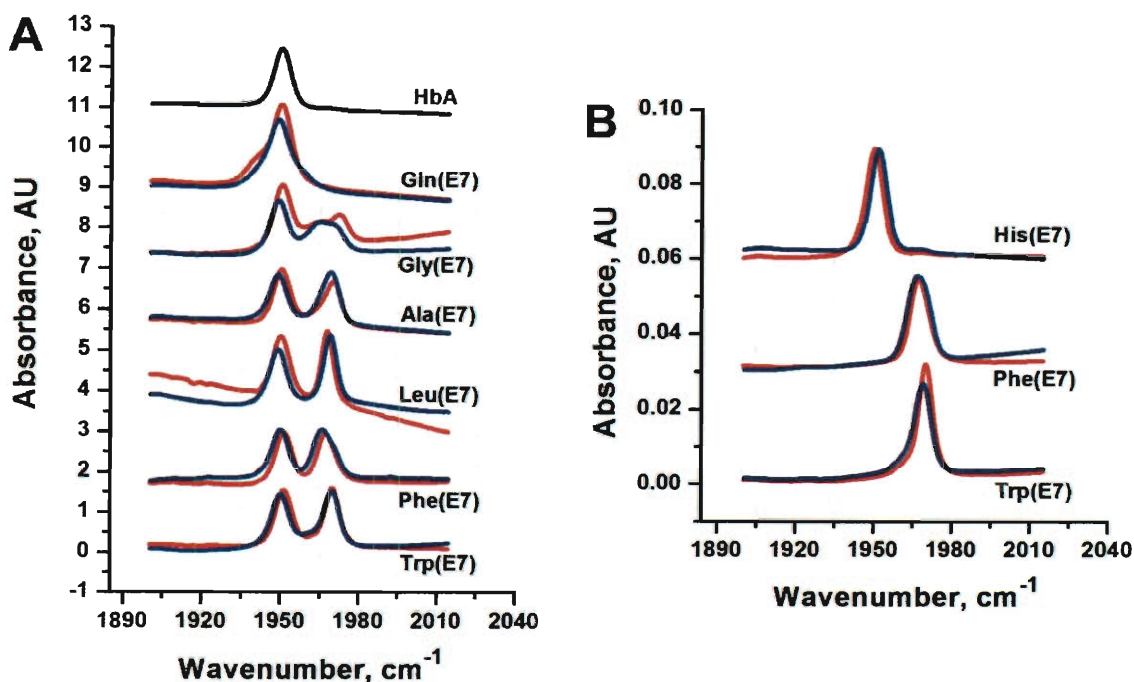 A
13
12
11
10
9
8
7
6
5
4
3
2
1
0
-1
Absorbance, AU
HbA
Gln(E7)
Gly(E7)
Ala(E7)
Leu(E7)
Phe(E7)
Trp(E7)
1890 1920 1950 1980 2010 2040
Wavenumber, cm-1
B
0.10
0.08
0.06
0.04
0.02
0.00
Absorbance, AU
His(E7)
Phe(E7)
Trp(E7)
1890 1920 1950 1980 2010 2040
Wavenumber, cm-1